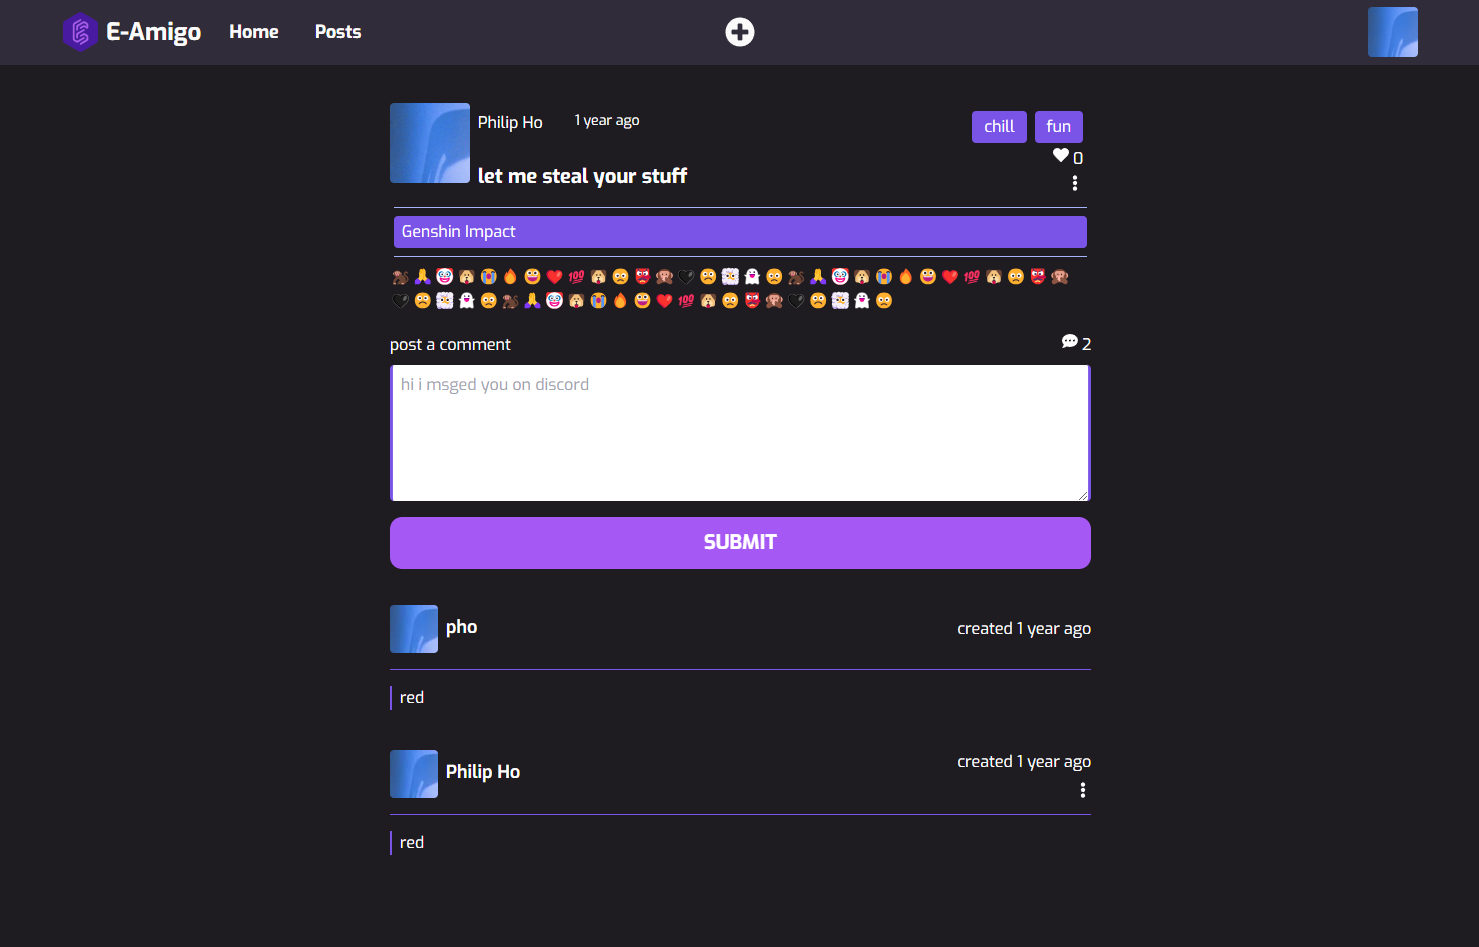 E-Amigo Home Posts
Philip Ho 1 year ago chill fun
0
let me steal your stuff
Genshin Impact
🐿️🙏🤡🐶😭🔥😃❤️💯🐶😳👹🙊🖤🙁😶‍🌫️👻😳🐿️🙏🤡🐶😭🔥😃❤️💯🐶😳👹🙊
🖤🙁😶‍🌫️👻😳🐿️🙏🤡🐶😭🔥😃❤️💯🐶😳👹🙊🖤🙁😶‍🌫️👻😳
post a comment 2
hi i msged you on discord
SUBMIT
pho created 1 year ago
red
Philip Ho created 1 year ago
red